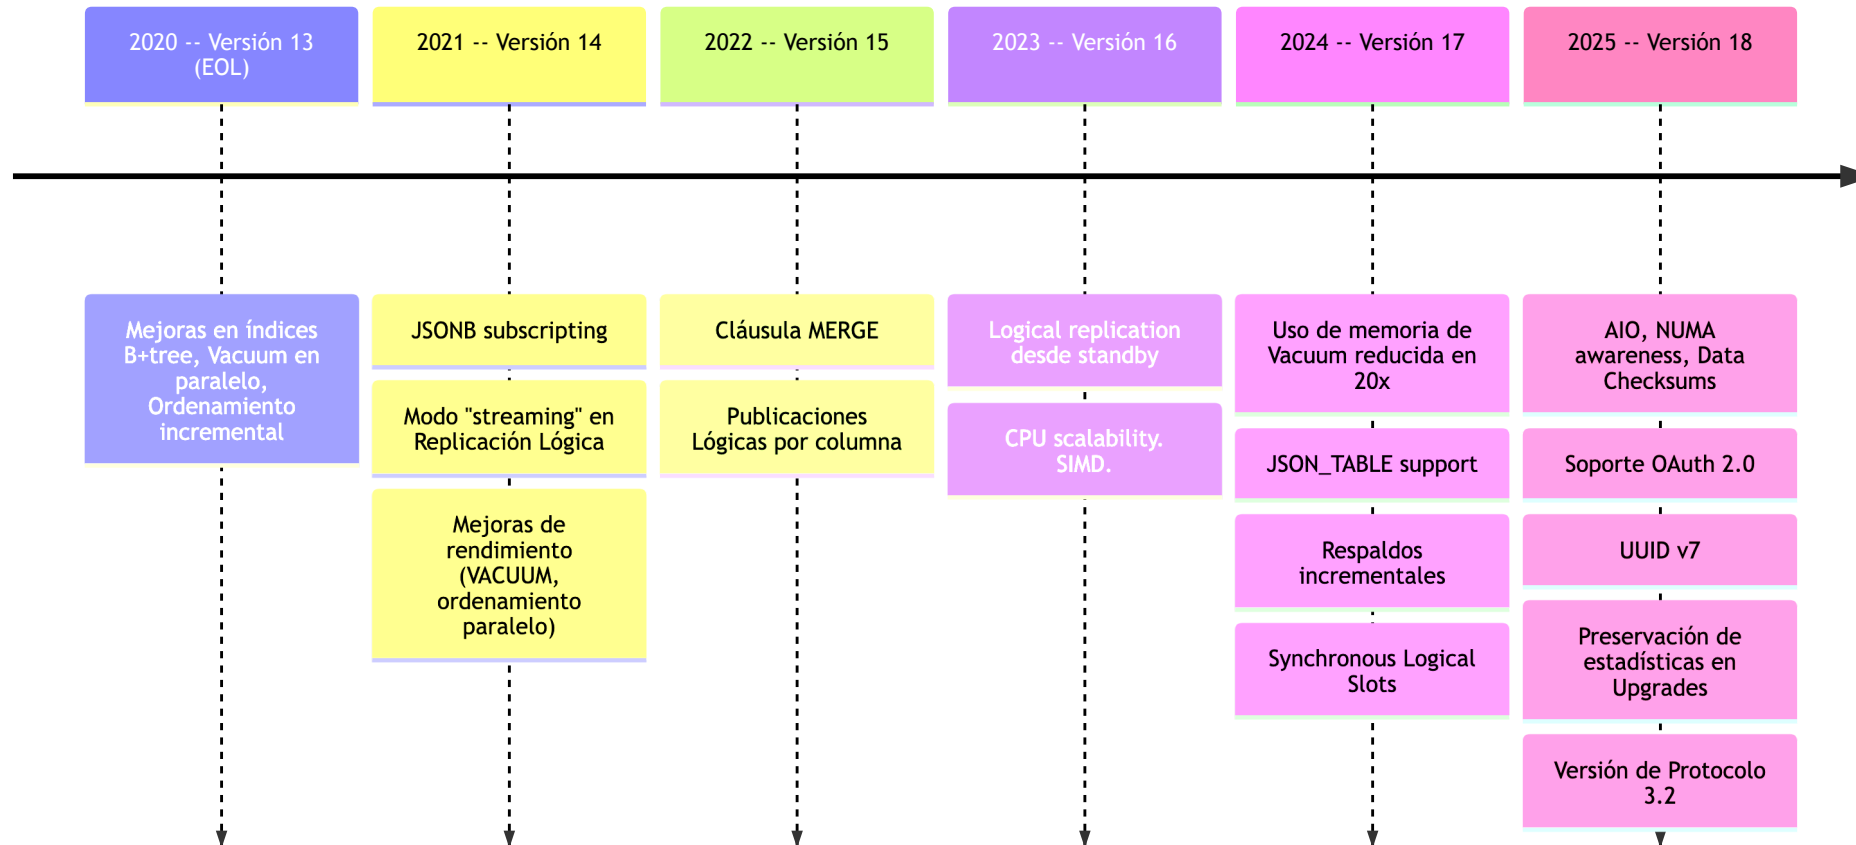 2020 -- Versión 13
(EOL)
2021 -- Versión 14
2022 -- Versión 15
2023 -- Versión 16
2024 -- Versión 17
2025 -- Versión 18
Mejoras en índices
B+tree, Vacuum en
paralelo,
Ordenamiento
incremental
JSONB subscripting
Modo "streaming" en
Replicación Lógica
Mejoras de
rendimiento
(VACUUM,
ordenamiento
paralelo)
Cláusula MERGE
Publicaciones
Lógicas por columna
Logical replication
desde standby
CPU scalability.
SIMD.
Uso de memoria de
Vacuum reducida en
20x
JSON_TABLE support
Respaldos
incrementales
Synchronous Logical
Slots
AIO, NUMA
awareness, Data
Checksums
Soporte OAuth 2.0
UUID v7
Preservación de
estadísticas en
Upgrades
Versión de Protocolo
3.2